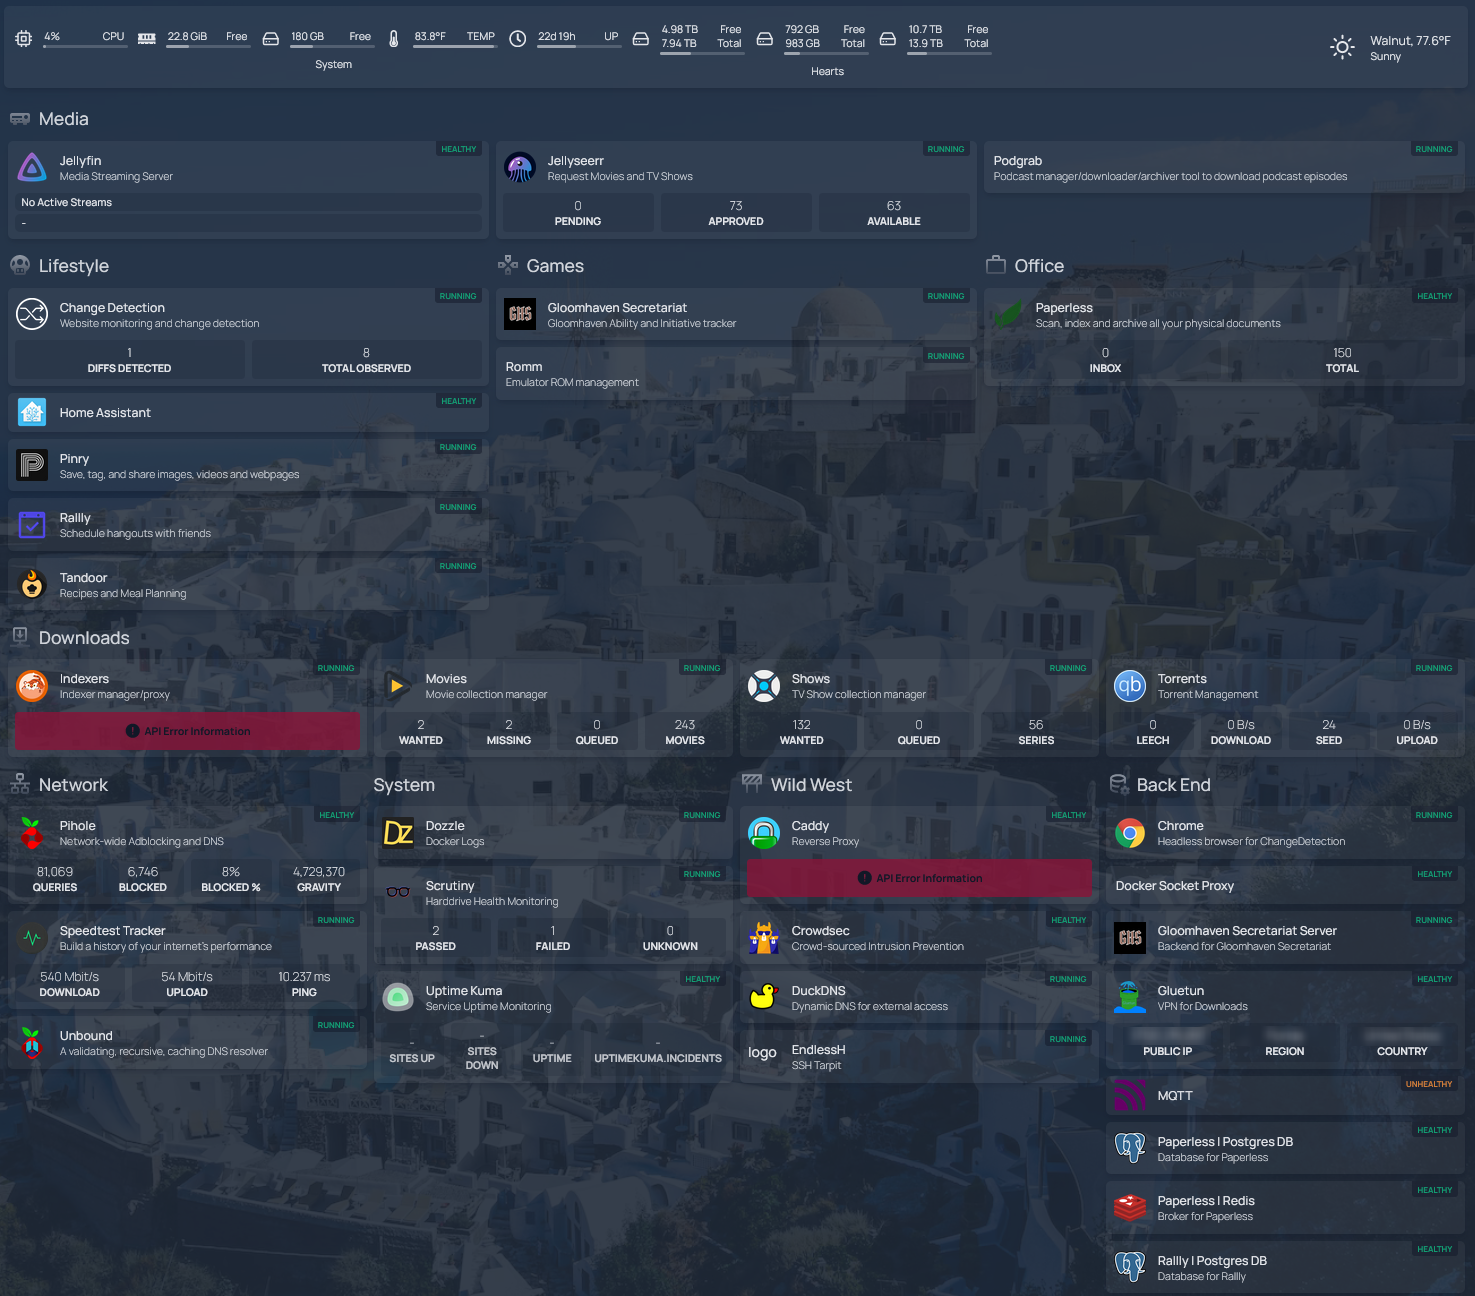 4% CPU
22.8 GiB Free
180 GB Free
83.8°F TEMP
22d 19h UP
System
4.98 TB Free
7.94 TB Total
792 GB Free
983 GB Total
10.7 TB Free
13.9 TB Total
Hearts
Walnut, 77.6°F
Sunny
Media
Jellyfin
HEALTHY
Media Streaming Server
No Active Streams
-
Jellyseerr
RUNNING
Request Movies and TV Shows
0 73 63
PENDING APPROVED AVAILABLE
Podgrab
RUNNING
Podcast manager/downloader/archiver tool to download podcast episodes
Lifestyle
Change Detection
RUNNING
Website monitoring and change detection
1 8
DIFFS DETECTED TOTAL OBSERVED
Home Assistant
HEALTHY
Pinry
RUNNING
Save, tag, and share images, videos and webpages
Rallly
RUNNING
Schedule hangouts with friends
Tandoor
RUNNING
Recipes and Meal Planning
Games
GHS
Gloomhaven Secretariat
RUNNING
Gloomhaven Ability and Initiative tracker
Romm
RUNNING
Emulator ROM management
Office
Paperless
HEALTHY
Scan, index and archive all your physical documents
0 150
INBOX TOTAL
Downloads
Indexers
RUNNING
Indexer manager/proxy
API Error Information
Movies
RUNNING
Movie collection manager
2 2 0 243
WANTED MISSING QUEUED MOVIES
Shows
RUNNING
TV Show collection manager
132 0 56
WANTED QUEUED SERIES
qb
Torrents
RUNNING
Torrent Management
0 0 B/s 24 0 B/s
LEECH DOWNLOAD SEED UPLOAD
Network
Pihole
HEALTHY
Network-wide Adblocking and DNS
81,069 6,746 8% 4,729,370
QUERIES BLOCKED BLOCKED % GRAVITY
Speedtest Tracker
RUNNING
Build a history of your internet's performance
540 Mbit/s 54 Mbit/s 10.237 ms
DOWNLOAD UPLOAD PING
Unbound
RUNNING
A validating, recursive, caching DNS resolver
System
Dz
Dozzle
RUNNING
Docker Logs
Scrutiny
RUNNING
Harddrive Health Monitoring
2 1 0
PASSED FAILED UNKNOWN
Uptime Kuma
HEALTHY
Service Uptime Monitoring
- - - -
SITES UP SITES DOWN UPTIME UPTIMEKUMA.INCIDENTS
Wild West
Caddy
HEALTHY
Reverse Proxy
API Error Information
Crowdsec
HEALTHY
Crowd-sourced Intrusion Prevention
DuckDNS
RUNNING
Dynamic DNS for external access
logo
EndlessH
RUNNING
SSH Tarpit
Back End
Chrome
RUNNING
Headless browser for ChangeDetection
Docker Socket Proxy
HEALTHY
GHS
Gloomhaven Secretariat Server
RUNNING
Backend for Gloomhaven Secretariat
Gluetun
HEALTHY
VPN for Downloads
PUBLIC IP REGION COUNTRY
MQTT
UNHEALTHY
Paperless | Postgres DB
HEALTHY
Database for Paperless
Paperless | Redis
HEALTHY
Broker for Paperless
Rallly | Postgres DB
HEALTHY
Database for Rallly